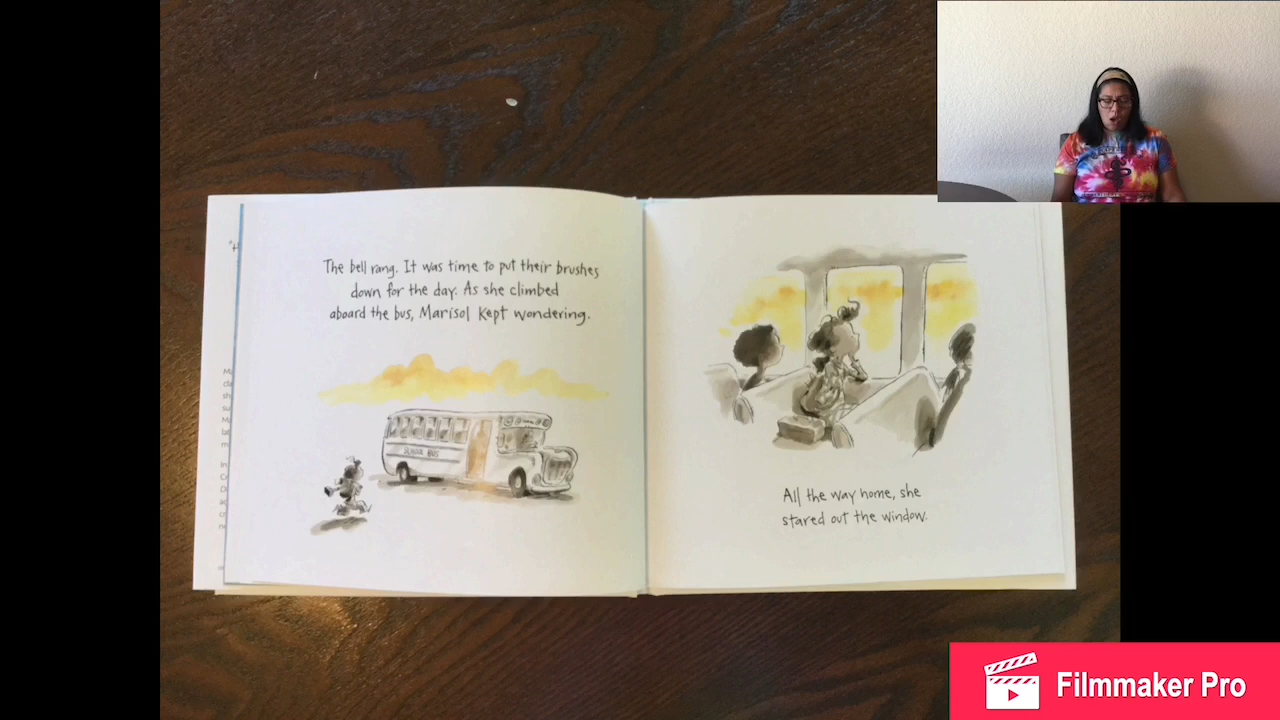 The bell rang. It was time to put their brushes
down for the day. As she climbed
aboard the bus, Marisol kept wondering.
SCHOOL BUS
All the way home, she
stared out the window.
Filmmaker Pro